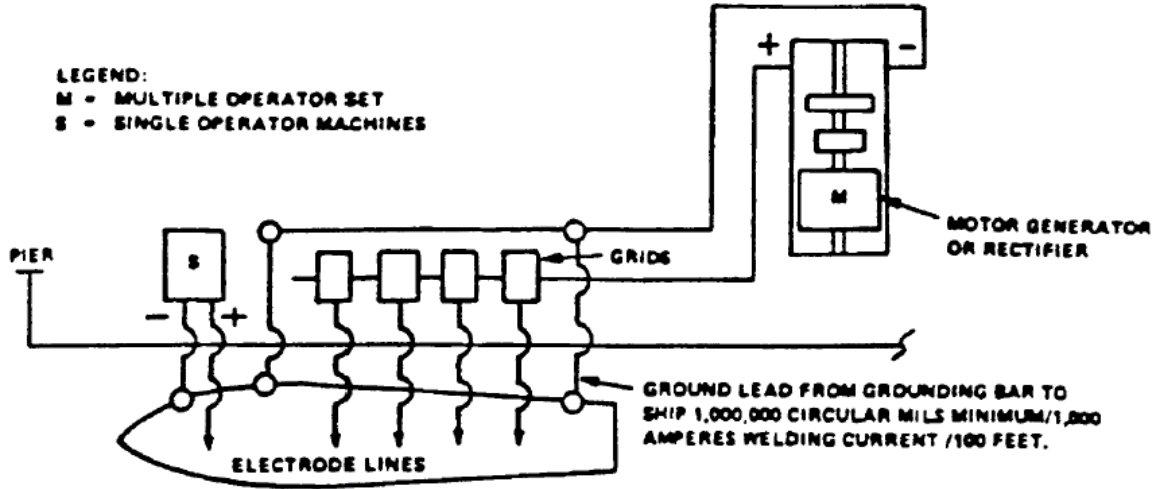 LEGEND:
M = MULTIPLE OPERATOR SET
S = SINGLE OPERATOR MACHINES
+ -
M
MOTOR GENERATOR
OR RECTIFIER
PIER
S
GRIDS
- +
GROUND LEAD FROM GROUNDING BAR TO
SHIP 1,000,000 CIRCULAR MILS MINIMUM/1,000
AMPERES WELDING CURRENT /100 FEET.
ELECTRODE LINES